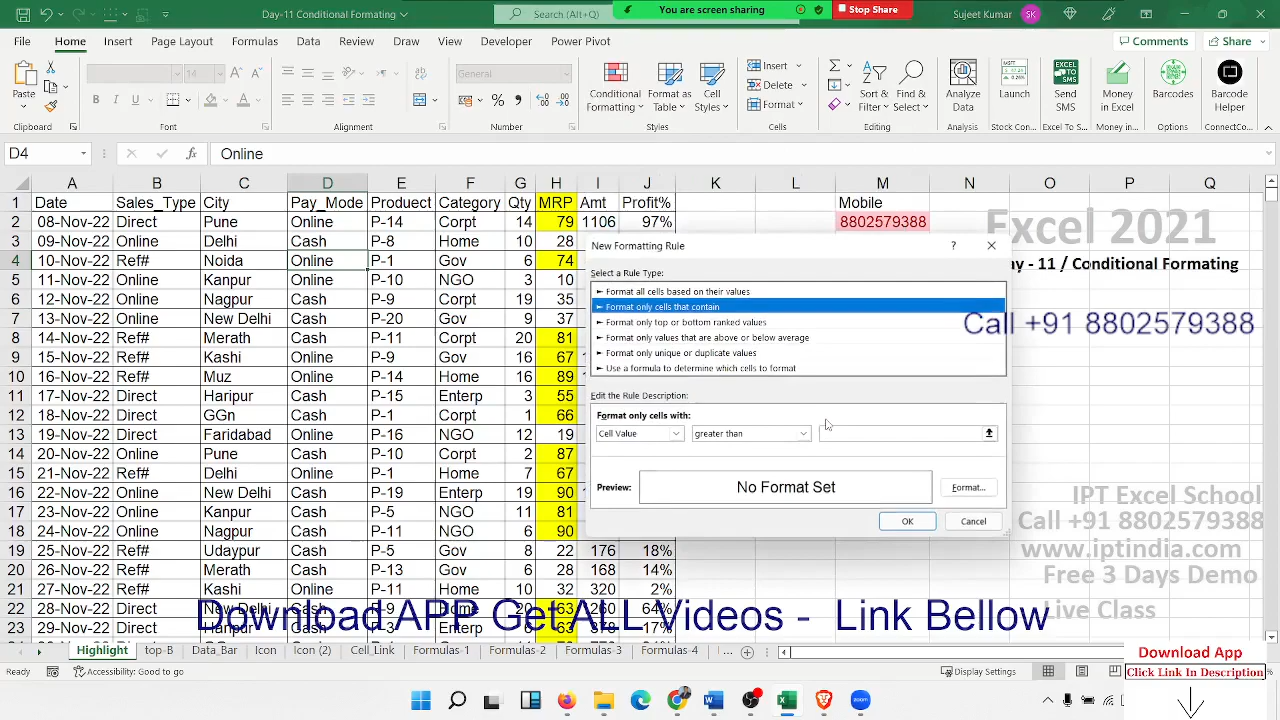 Day-11 Conditional Formatting
Search (Alt+Q)
You are screen sharing
Stop Share
Sujeet Kumar
SK
File Home Insert Page Layout Formulas Data Review Draw View Developer Power Pivot
Comments
Share
Paste
14
B I U
General
Conditional Formatting
Format as Table
Cell Styles
Insert
Delete
Format
Sort & Filter
Find & Select
Analyze Data
Launch
Send SMS
Money in Excel
Barcodes
Barcode Helper
Clipboard Font Alignment Number Styles Cells Editing
Stock Con...
Excel To S...
Money in...
ConnectCo...
D4
fx
Online
A B C D E F G H I J K L M N O P Q
1 Date Sales_Type City Pay_Mode Produect Category Qty MRP Amt Profit% Mobile
2 08-Nov-22 Direct Pune Online P-14 Corpt 14 79 1106 97% 8802579388
3 09-Nov-22 Online Delhi Cash P-8 Home 10 28
4 10-Nov-22 Ref# Noida Online P-1 Gov 6 74
5 11-Nov-22 Online Kanpur Online P-10 NGO 3 10
6 12-Nov-22 Online Nagpur Cash P-9 Corpt 19 35
7 13-Nov-22 Online New Delhi Cash P-20 Gov 9 37
8 14-Nov-22 Ref# Merath Cash P-11 Corpt 20 81
9 15-Nov-22 Ref# Kashi Online P-9 Gov 16 67
10 16-Nov-22 Ref# Muz Online P-14 Home 16 89
11 17-Nov-22 Direct Haripur Cash P-15 Enterp 3 55
12 18-Nov-22 Direct GGn Cash P-1 Corpt 1 66
13 19-Nov-22 Direct Faridabad Online P-16 NGO 12 19
14 20-Nov-22 Online Pune Cash P-10 Corpt 2 87
15 21-Nov-22 Ref# Delhi Online P-1 Home 7 67
16 22-Nov-22 Online New Delhi Cash P-19 Enterp 19 90
17 23-Nov-22 Online Kanpur Cash P-5 Gov 11 81
18 24-Nov-22 Online Nagpur Cash P-11 NGO 6 90
19 25-Nov-22 Ref# Udaypur Cash P-5 Gov 8 22 176 18%
20 26-Nov-22 Ref# Merath Cash P-13 Gov 6 28 168 14%
21 27-Nov-22 Ref# Kashi Online P-11 Home 10 32 320 2%
22 28-Nov-22 Direct New Delhi Cash P-9 Home 20 63 64%
23 29-Nov-22 Direct Haripur Cash P-3 Enterp 63 17%
Excel 2021
Day - 11 / Conditional Formating
Call +91 8802579388
New Formatting Rule
?
Select a Rule Type:
► Format all cells based on their values
► Format only cells that contain
► Format only top or bottom ranked values
► Format only values that are above or below average
► Format only unique or duplicate values
► Use a formula to determine which cells to format
Edit the Rule Description:
Format only cells with:
Cell Value
greater than
Preview:
No Format Set
Format...
OK
Cancel
IPT Excel School
Call +91 8802579388
www.iptindia.com
Free 3 Days Demo
Live Class
Download APP Get ALL Videos - Link Bellow
Highlight top-B Data_Bar Icon Icon (2) Cell_Link Formulas-1 Formulas-2 Formulas-3 Formulas-4 ...
Accessibility: Good to go
Display Settings
Download App
Click Link In Description
zoom